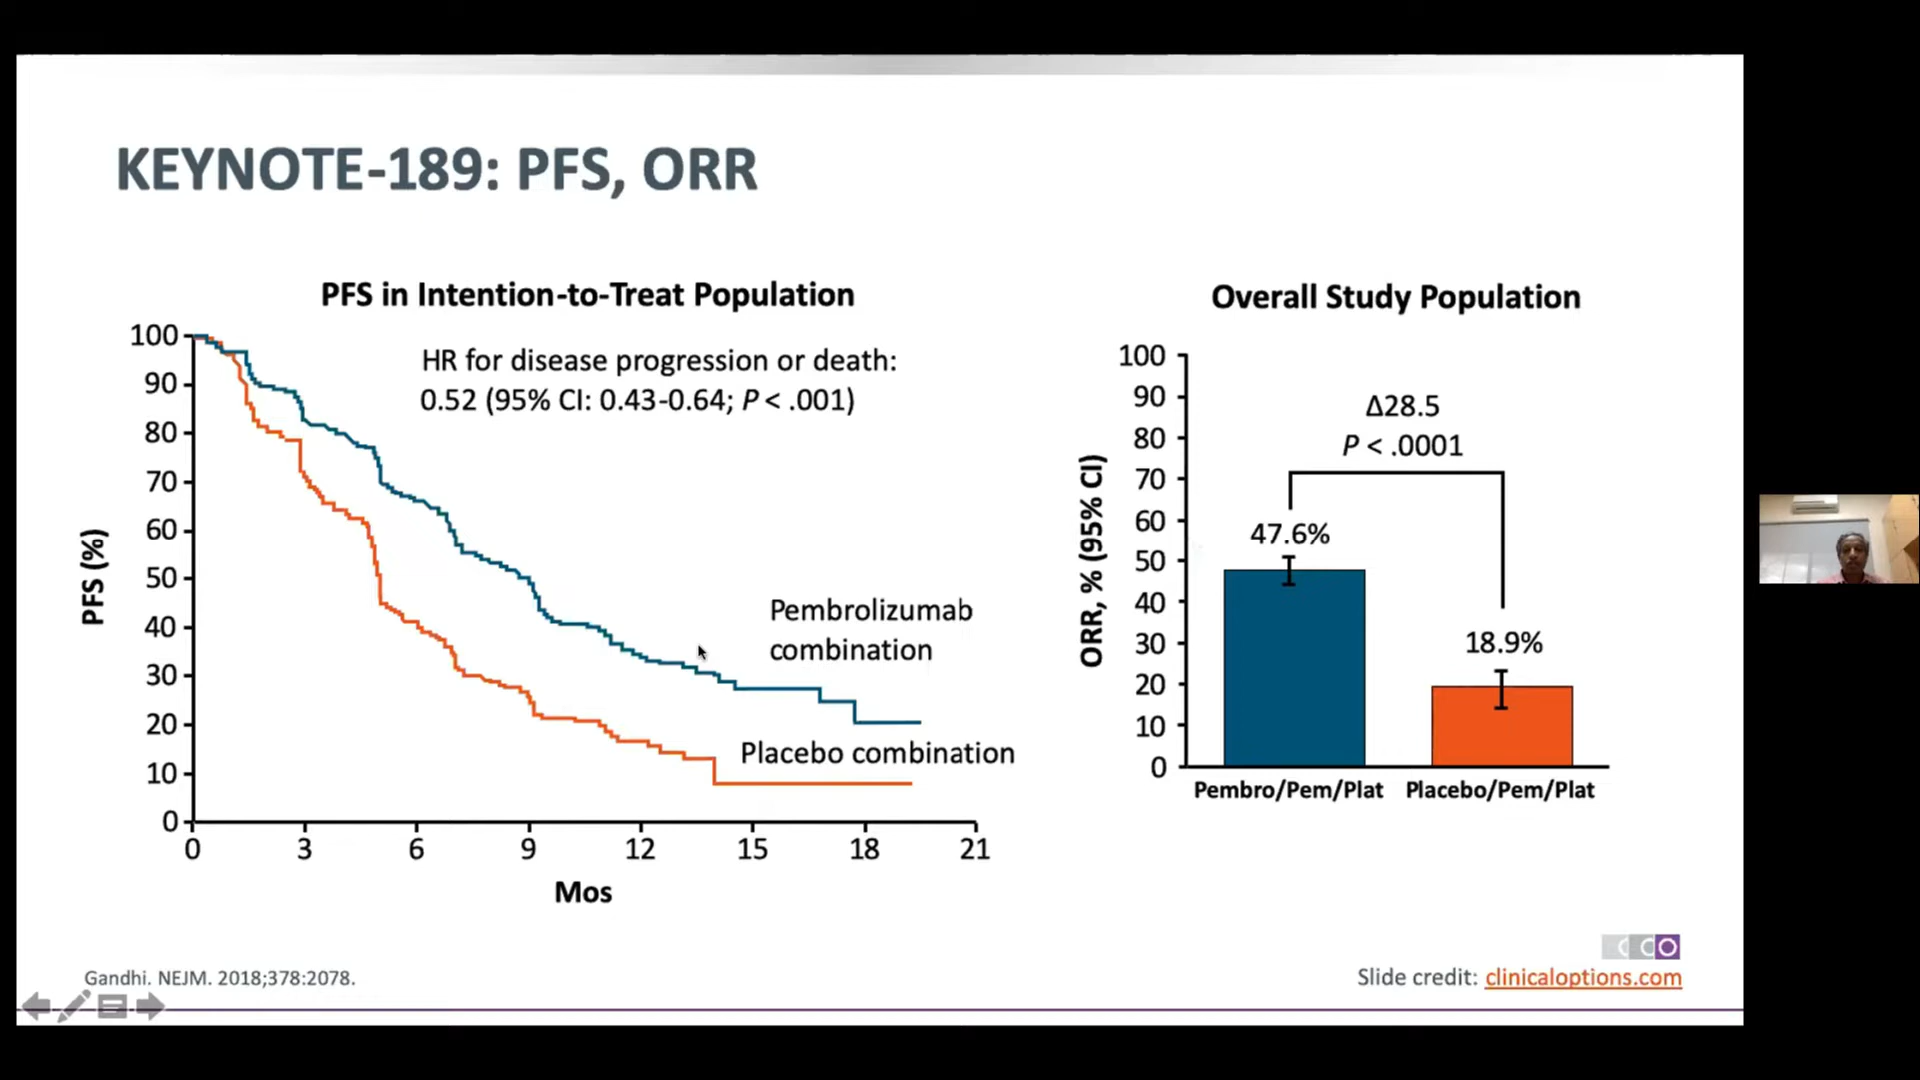 KEYNOTE-189: PFS, ORR
PFS in Intention-to-Treat Population
HR for disease progression or death:
0.52 (95% CI: 0.43-0.64; P < .001)
PFS (%)
100
90
80
70
60
50
40
30
20
10
0
Pembrolizumab
combination
Placebo combination
0 3 6 9 12 15 18 21
Mos
Overall Study Population
ORR, % (95% CI)
100
90
80
70
60
50
40
30
20
10
0
Δ28.5
P < .0001
47.6%
18.9%
Pembro/Pem/Plat Placebo/Pem/Plat
Gandhi. NEJM. 2018;378:2078.
CCO
Slide credit: clinicaloptions.com